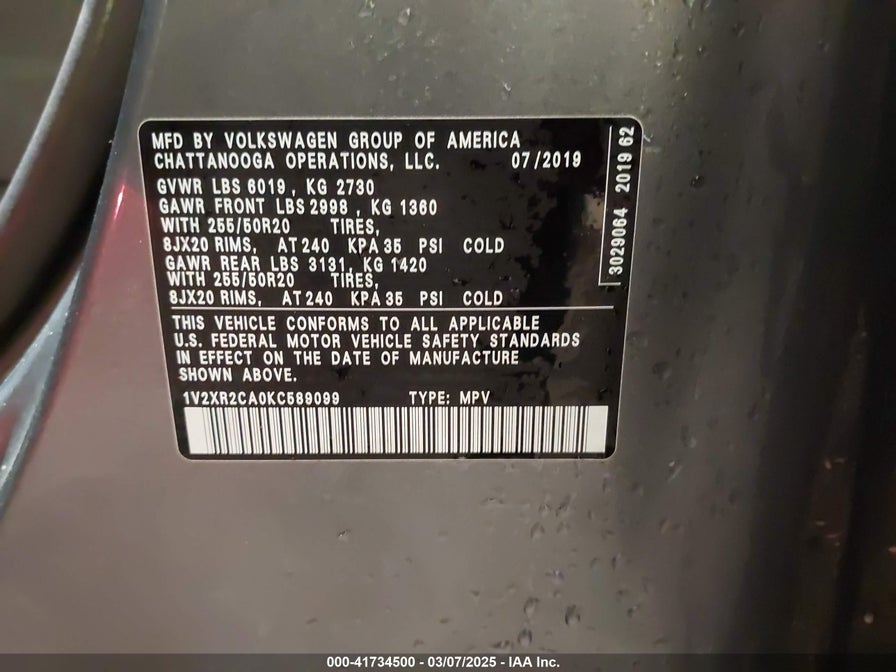 MFD BY VOLKSWAGEN GROUP OF AMERICA
CHATTANOOGA OPERATIONS, LLC. 07/2019
GVWR LBS 6019 , KG 2730
GAWR FRONT LBS 2998 , KG 1360
WITH 255/50R20 TIRES,
8JX20 RIMS, AT 240 KPA 35 PSI COLD
GAWR REAR LBS 3131, KG 1420
WITH 255/50R20 TIRES,
8JX20 RIMS, AT 240 KPA 35 PSI COLD
THIS VEHICLE CONFORMS TO ALL APPLICABLE
U.S. FEDERAL MOTOR VEHICLE SAFETY STANDARDS
IN EFFECT ON THE DATE OF MANUFACTURE
SHOWN ABOVE.
1V2XR2CA0KC589099 TYPE: MPV
3029064 2019 62
000-41734500 - 03/07/2025 - IAA Inc.